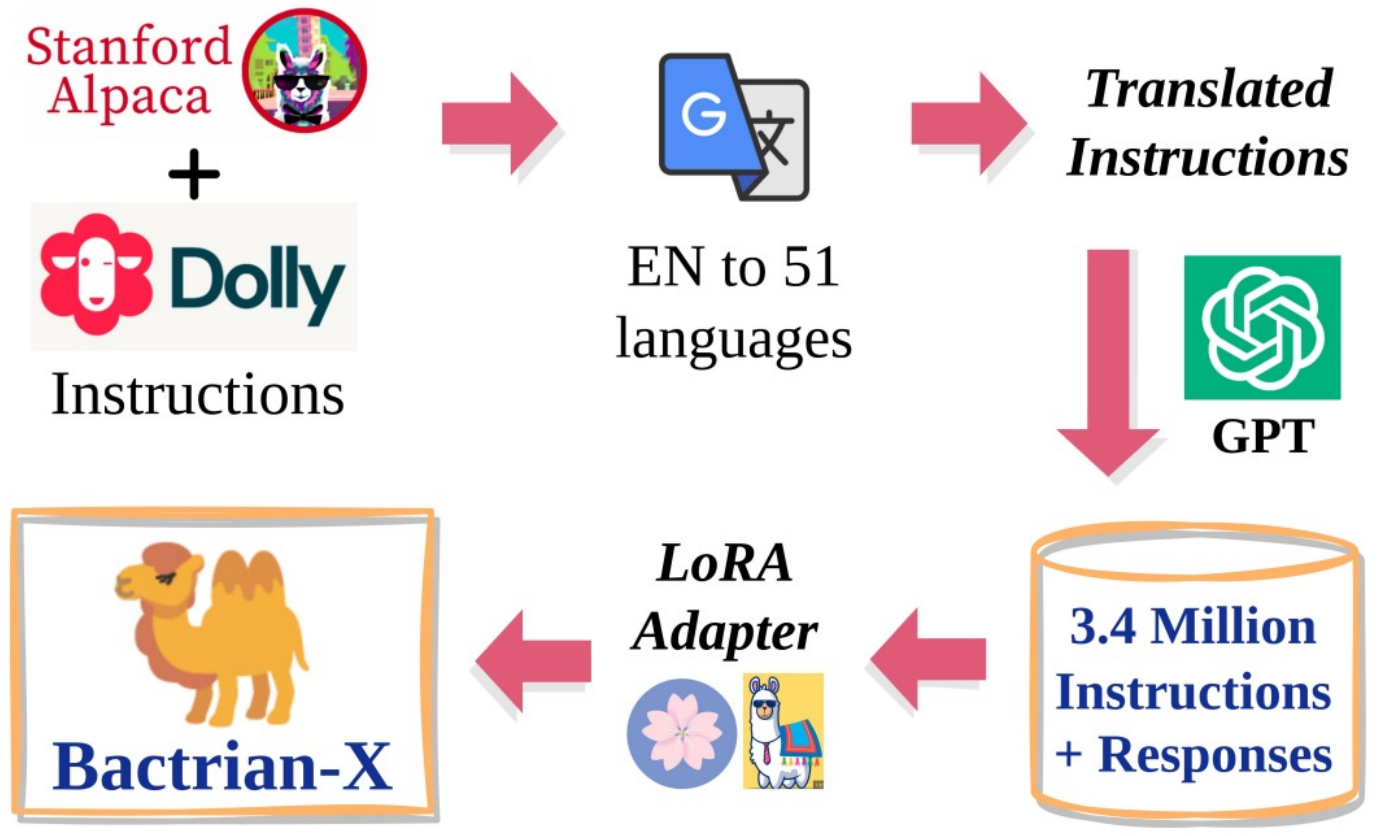 Stanford
Alpaca
+
Dolly
Instructions
G 文
EN to 51
languages
Translated
Instructions
GPT
3.4 Million
Instructions
+ Responses
LoRA
Adapter
Bactrian-X